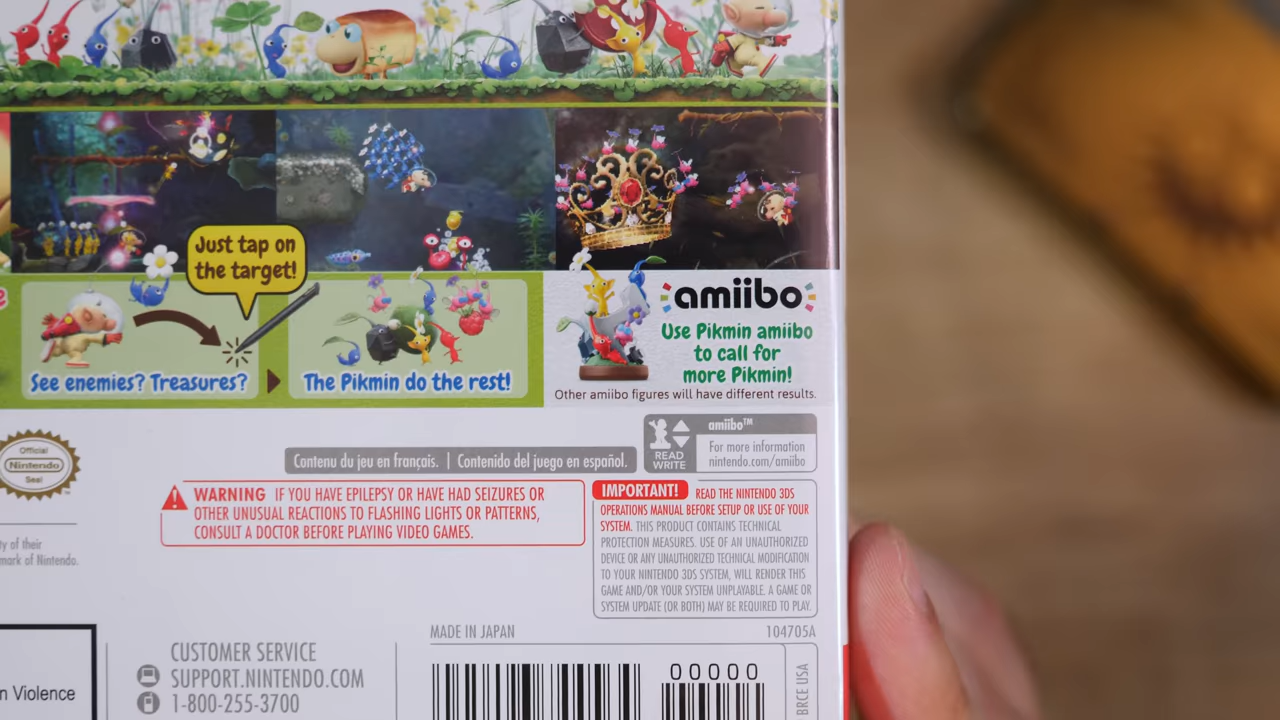 Just tap on
the target!
See enemies? Treasures?
The Pikmin do the rest!
amiibo
Use Pikmin amiibo
to call for
more Pikmin!
Other amiibo figures will have different results.
Official
Nintendo
Seal
Contenu du jeu en français. | Contenido del juego en español.
READ
WRITE
amiibo™
For more information
nintendo.com/amiibo
WARNING IF YOU HAVE EPILEPSY OR HAVE HAD SEIZURES OR
OTHER UNUSUAL REACTIONS TO FLASHING LIGHTS OR PATTERNS,
CONSULT A DOCTOR BEFORE PLAYING VIDEO GAMES.
IMPORTANT! READ THE NINTENDO 3DS
OPERATIONS MANUAL BEFORE SETUP OR USE OF YOUR
SYSTEM. THIS PRODUCT CONTAINS TECHNICAL
PROTECTION MEASURES. USE OF AN UNAUTHORIZED
DEVICE OR ANY UNAUTHORIZED TECHNICAL MODIFICATION
TO YOUR NINTENDO 3DS SYSTEM, WILL RENDER THIS
GAME AND/OR YOUR SYSTEM UNPLAYABLE. A GAME OR
SYSTEM UPDATE (OR BOTH) MAY BE REQUIRED TO PLAY.
ty of their
mark of Nintendo.
MADE IN JAPAN
104705A
n Violence
CUSTOMER SERVICE
SUPPORT.NINTENDO.COM
1-800-255-3700
00000
BRCE USA